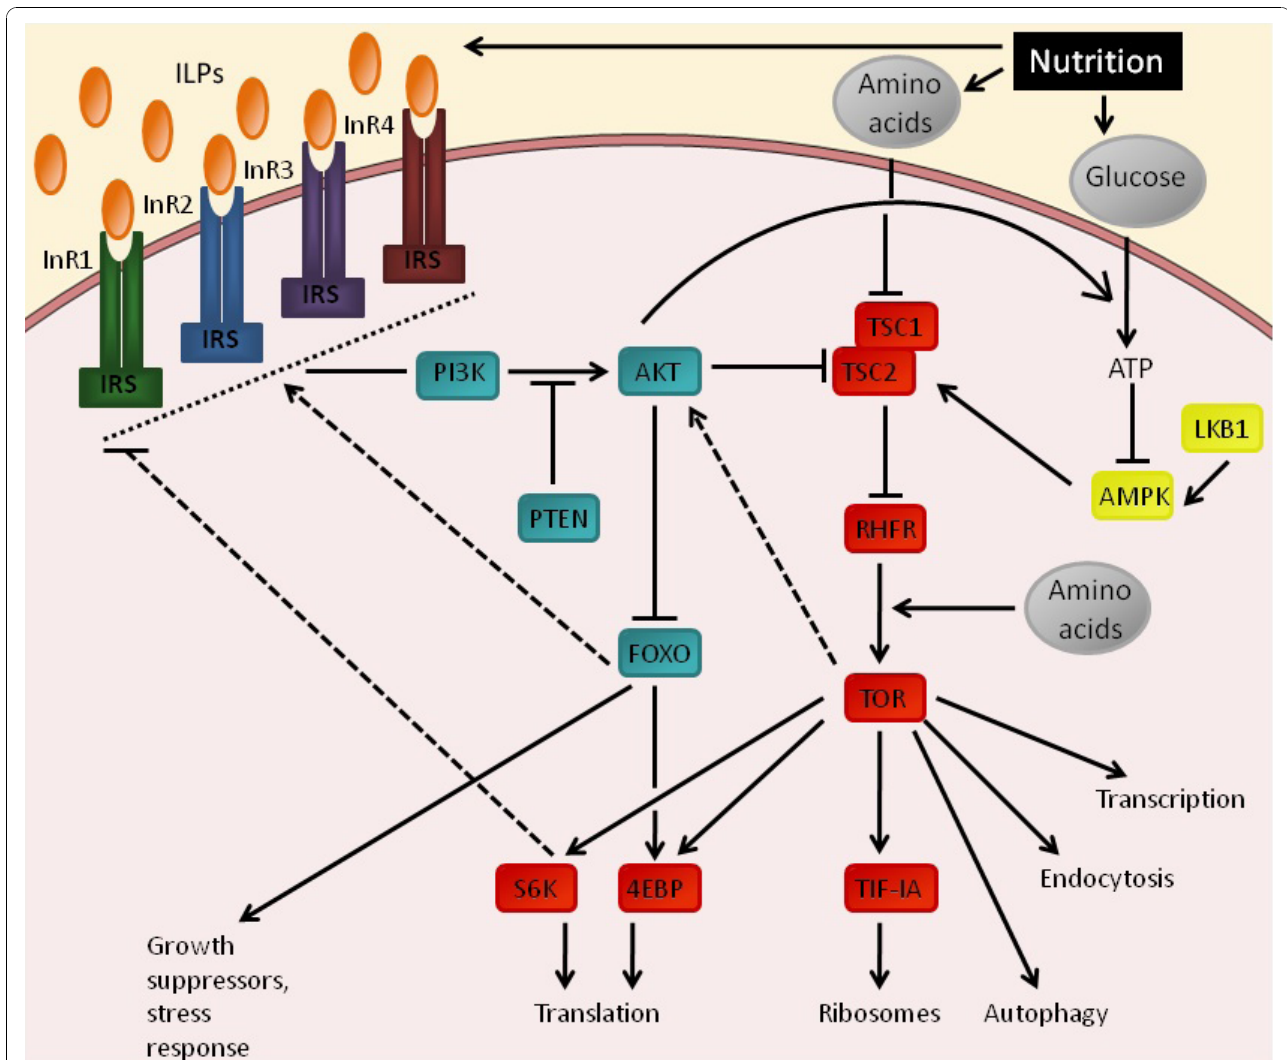 Nutrition
ILPs
Amino
acids
InR4
InR3
Glucose
InR2
InR1
IRS
IRS
IRS
IRS
TSC1
PI3K
AKT
TSC2
ATP
LKB1
AMPK
PTEN
RHFR
Amino
acids
FOXO
TOR
Transcription
S6K
4EBP
TIF-IA
Endocytosis
Growth
suppressors,
stress
response
Translation
Ribosomes
Autophagy